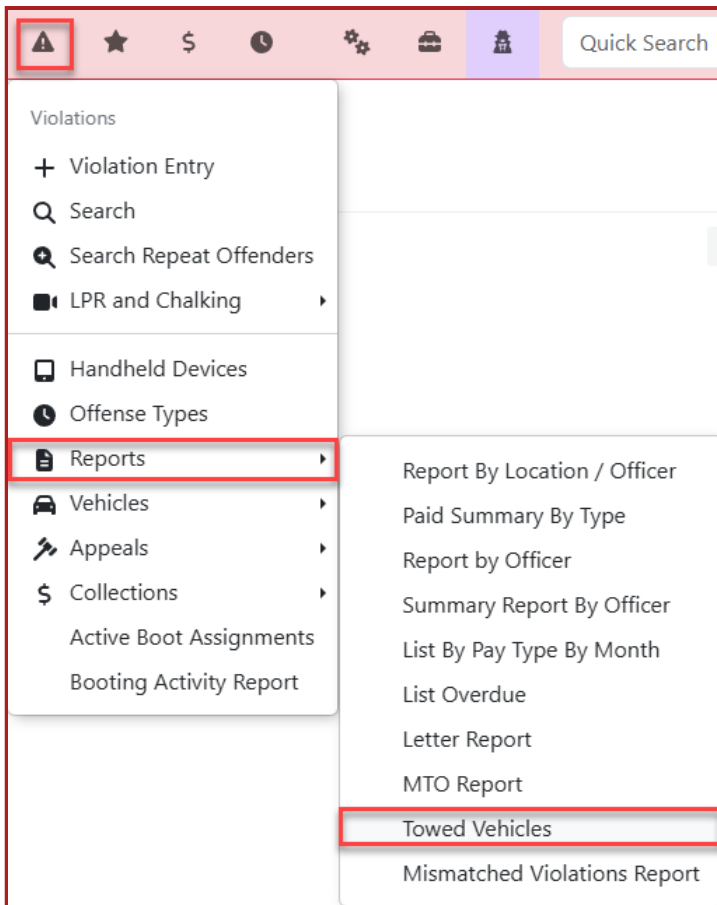 Quick Search
Violations
Violation Entry
Search
Search Repeat Offenders
LPR and Chalking
Handheld Devices
Offense Types
Reports
Vehicles
Appeals
Collections
Active Boot Assignments
Booting Activity Report
Report By Location / Officer
Paid Summary By Type
Report by Officer
Summary Report By Officer
List By Pay Type By Month
List Overdue
Letter Report
MTO Report
Towed Vehicles
Mismatched Violations Report